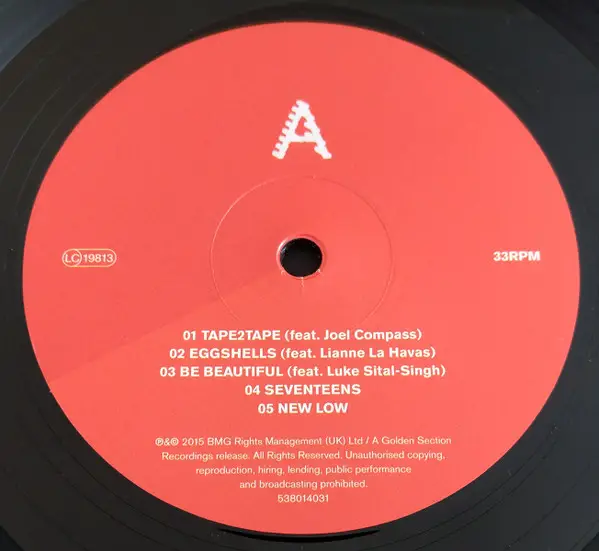 A
LC 19813
33RPM
01 TAPE2TAPE (feat. Joel Compass)
02 EGGSHELLS (feat. Lianne La Havas)
03 BE BEAUTIFUL (feat. Luke Sital-Singh)
04 SEVENTEENS
05 NEW LOW
℗&© 2015 BMG Rights Management (UK) Ltd / A Golden Section
Recordings release. All Rights Reserved. Unauthorised copying,
reproduction, hiring, lending, public performance
and broadcasting prohibited.
538014031